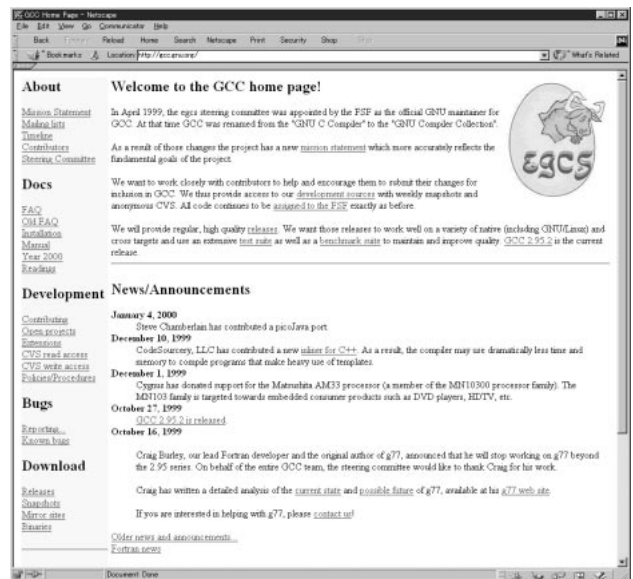 GCC Home Page - Netscape
File Edit View Go Communicator Help
Back Reload Home Search Netscape Print Security Shop Stop
Bookmarks Location: http://gcc.gnu.org/ What's Related
About
Mission Statement
Mailing lists
Timeline
Contributors
Steering Committee
Docs
FAQ
Old FAQ
Installation
Manual
Year 2000
Readings
Development
Contributing
Open projects
Extensions
CVS read access
CVS write access
Policies/Procedures
Bugs
Reporting...
Known bugs
Download
Releases
Snapshots
Mirror sites
Binaries
Welcome to the GCC home page!
In April 1999, the egcs steering committee was appointed by the FSF as the official GNU maintainer for
GCC. At that time GCC was renamed from the "GNU C Compiler" to the "GNU Compiler Collection".
As a result of those changes the project has a new mission statement which more accurately reflects the
fundamental goals of the project.
We want to work closely with contributors to help and encourage them to submit their changes for
inclusion in GCC. We thus provide access to our development sources with weekly snapshots and
anonymous CVS. All code continues to be assigned to the FSF exactly as before.
We will provide regular, high quality releases. We want those releases to work well on a variety of native (including GNU/Linux) and
cross targets and use an extensive test suite as well as a benchmark suite to maintain and improve quality. GCC 2.95.2 is the current
release.
EGCS
News/Announcements
January 4, 2000
Steve Chamberlain has contributed a picoJava port
December 10, 1999
CodeSourcery, LLC has contributed a new inliner for C++. As a result, the compiler may use dramatically less time and
memory to compile programs that make heavy use of templates.
December 1, 1999
Cygnus has donated support for the Matsushita AM33 processor (a member of the MN10300 processor family). The
MN103 family is targeted towards embedded consumer products such as DVD players, HDTV, etc.
October 27, 1999
GCC 2.95.2 is released.
October 16, 1999
Craig Burley, our lead Fortran developer and the original author of g77, announced that he will stop working on g77 beyond
the 2.95 series. On behalf of the entire GCC team, the steering committee would like to thank Craig for his work.
Craig has written a detailed analysis of the current state and possible future of g77, available at his g77 web site.
If you are interested in helping with g77, please contact us!
Older news and announcements...
Fortran news
Document: Done